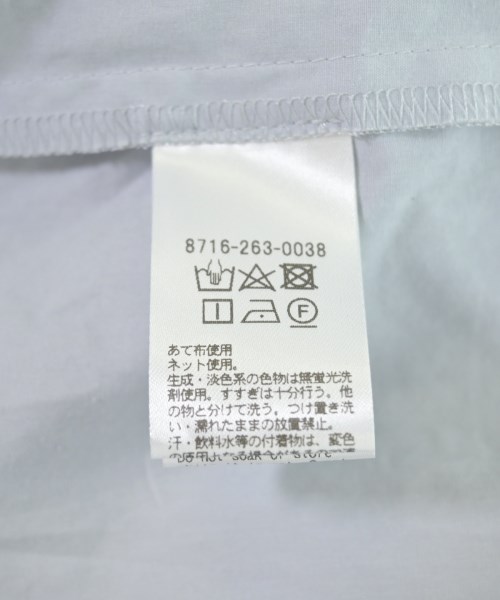 8716-263-0038
F
あて布使用
ネット使用。
生成・淡色系の色物は無蛍光洗
剤使用。すすぎは十分行う。他
の物と分けて洗う。つけ置き洗
い・濡れたままの放置禁止。
汗・飲料水等の付着物は、変色